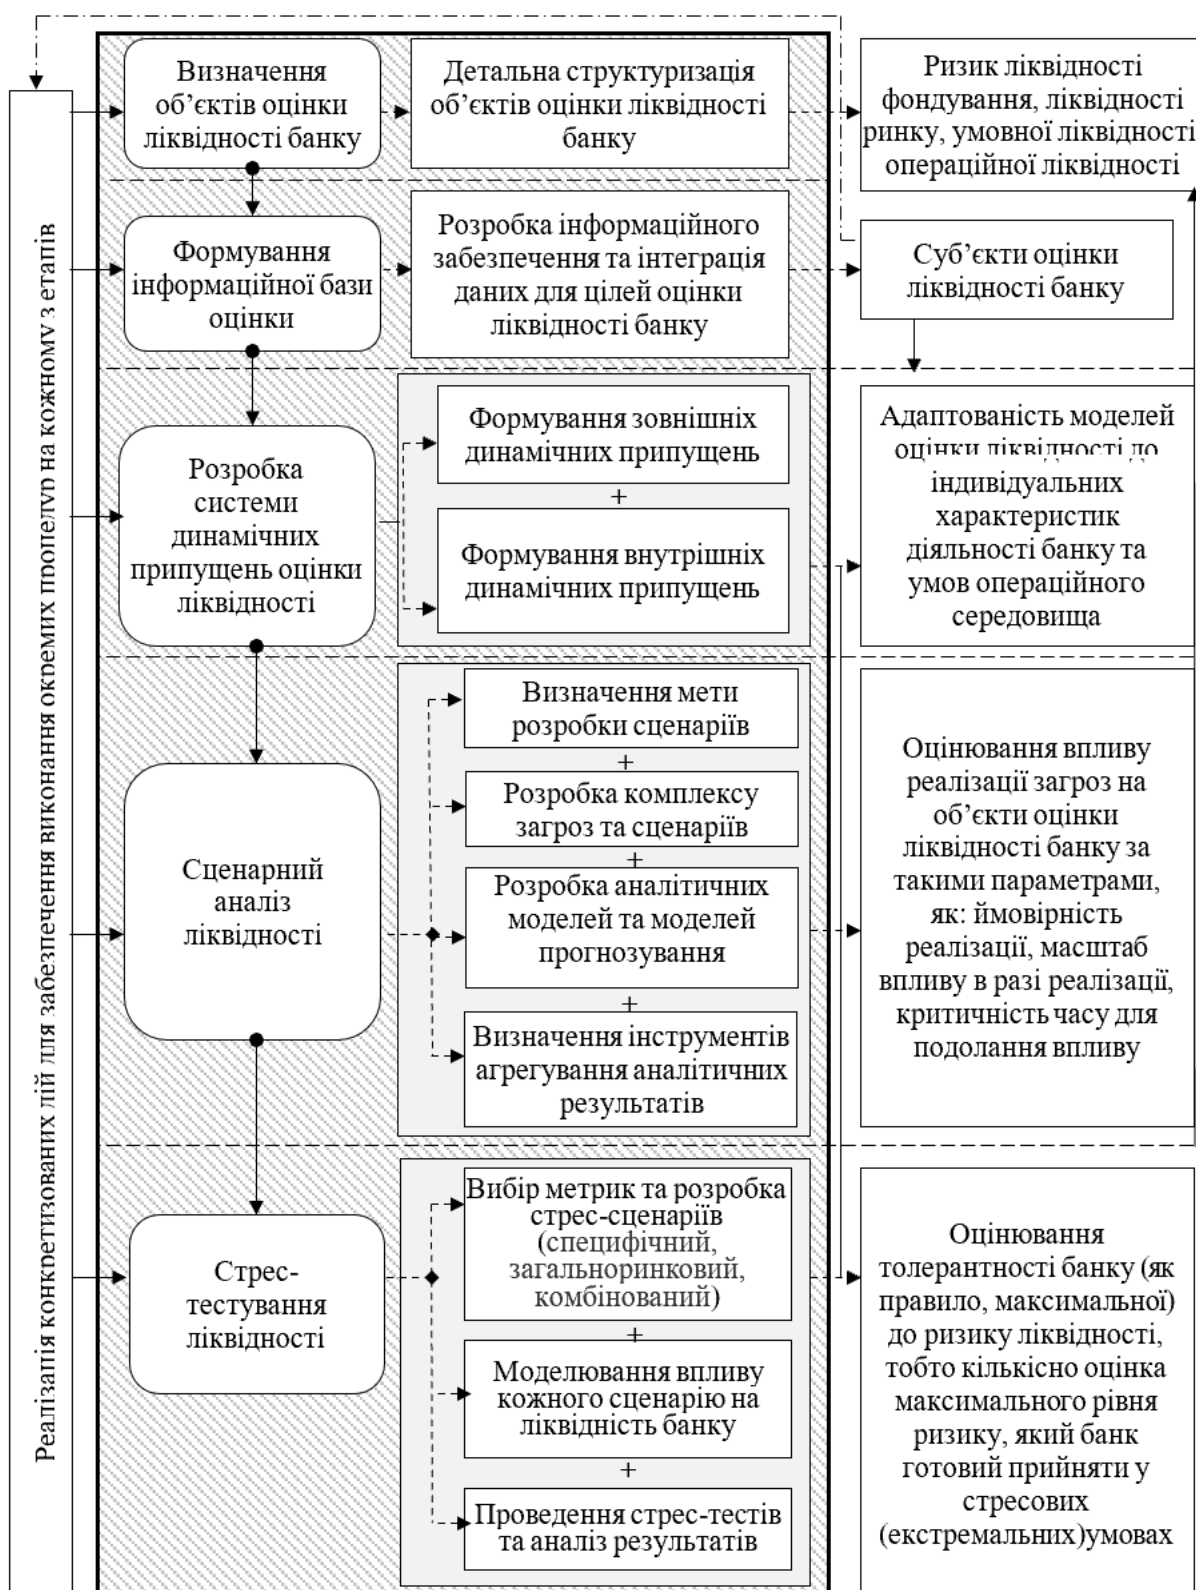 Реалізація конкретизованих дій для забезпечення виконання окремих процедур на кожному з етапів
Визначення
об’єктів оцінки
ліквідності банку
Детальна структуризація
об’єктів оцінки ліквідності
банку
Ризик ліквідності
фондування, ліквідності
ринку, умовної ліквідності
операційної ліквідності
Формування
інформаційної бази
оцінки
Розробка інформаційного
забезпечення та інтеграція
даних для цілей оцінки
ліквідності банку
Суб’єкти оцінки
ліквідності банку
Розробка
системи
динамічних
припущень оцінки
ліквідності
Формування зовнішніх
динамічних припущень
+
Формування внутрішніх
динамічних припущень
Адаптованість моделей
оцінки ліквідності до
індивідуальних
характеристик
діяльності банку та
умов операційного
середовища
Сценарний
аналіз
ліквідності
Визначення мети
розробки сценаріїв
+
Розробка комплексу
загроз та сценаріїв
+
Розробка аналітичних
моделей та моделей
прогнозування
+
Визначення інструментів
агрегування аналітичних
результатів
Оцінювання впливу
реалізації загроз на
об’єкти оцінки
ліквідності банку за
такими параметрами,
як: ймовірність
реалізації, масштаб
впливу в разі реалізації,
критичність часу для
подолання впливу
Стрес-
тестування
ліквідності
Вибір метрик та розробка
стрес-сценаріїв
(специфічний,
загальноринковий,
комбінований)
+
Моделювання впливу
кожного сценарію на
ліквідність банку
+
Проведення стрес-тестів
та аналіз результатів
Оцінювання
толерантності банку (як
правило, максимальної)
до ризику ліквідності,
тобто кількісно оцінка
максимального рівня
ризику, який банк
готовий прийняти у
стресових
(екстремальних)умовах